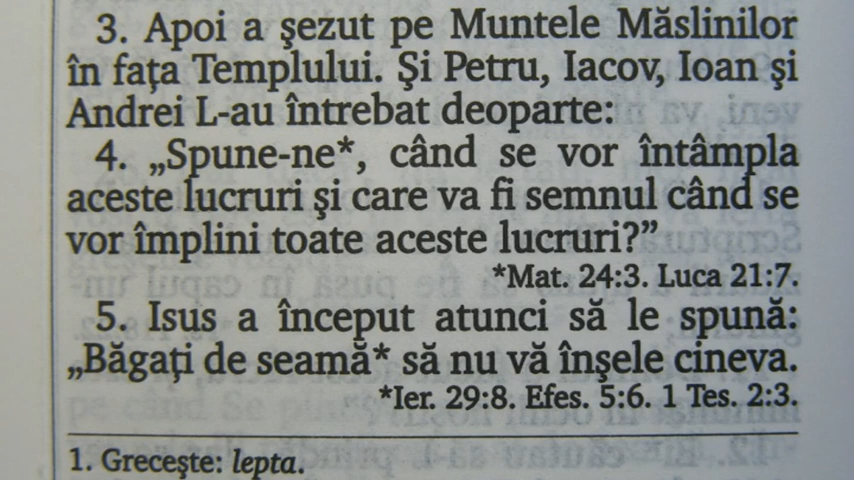 3. Apoi a şezut pe Muntele Măslinilor
în faţa Templului. Şi Petru, Iacov, Ioan şi
Andrei L-au întrebat deoparte:
4. „Spune-ne*, când se vor întâmpla
aceste lucruri şi care va fi semnul când se
vor împlini toate aceste lucruri?”
*Mat. 24:3. Luca 21:7.
5. Isus a început atunci să le spună:
„Băgaţi de seamă* să nu vă înşele cineva.
*Ier. 29:8. Efes. 5:6. 1 Tes. 2:3.
1. Greceşte: lepta.